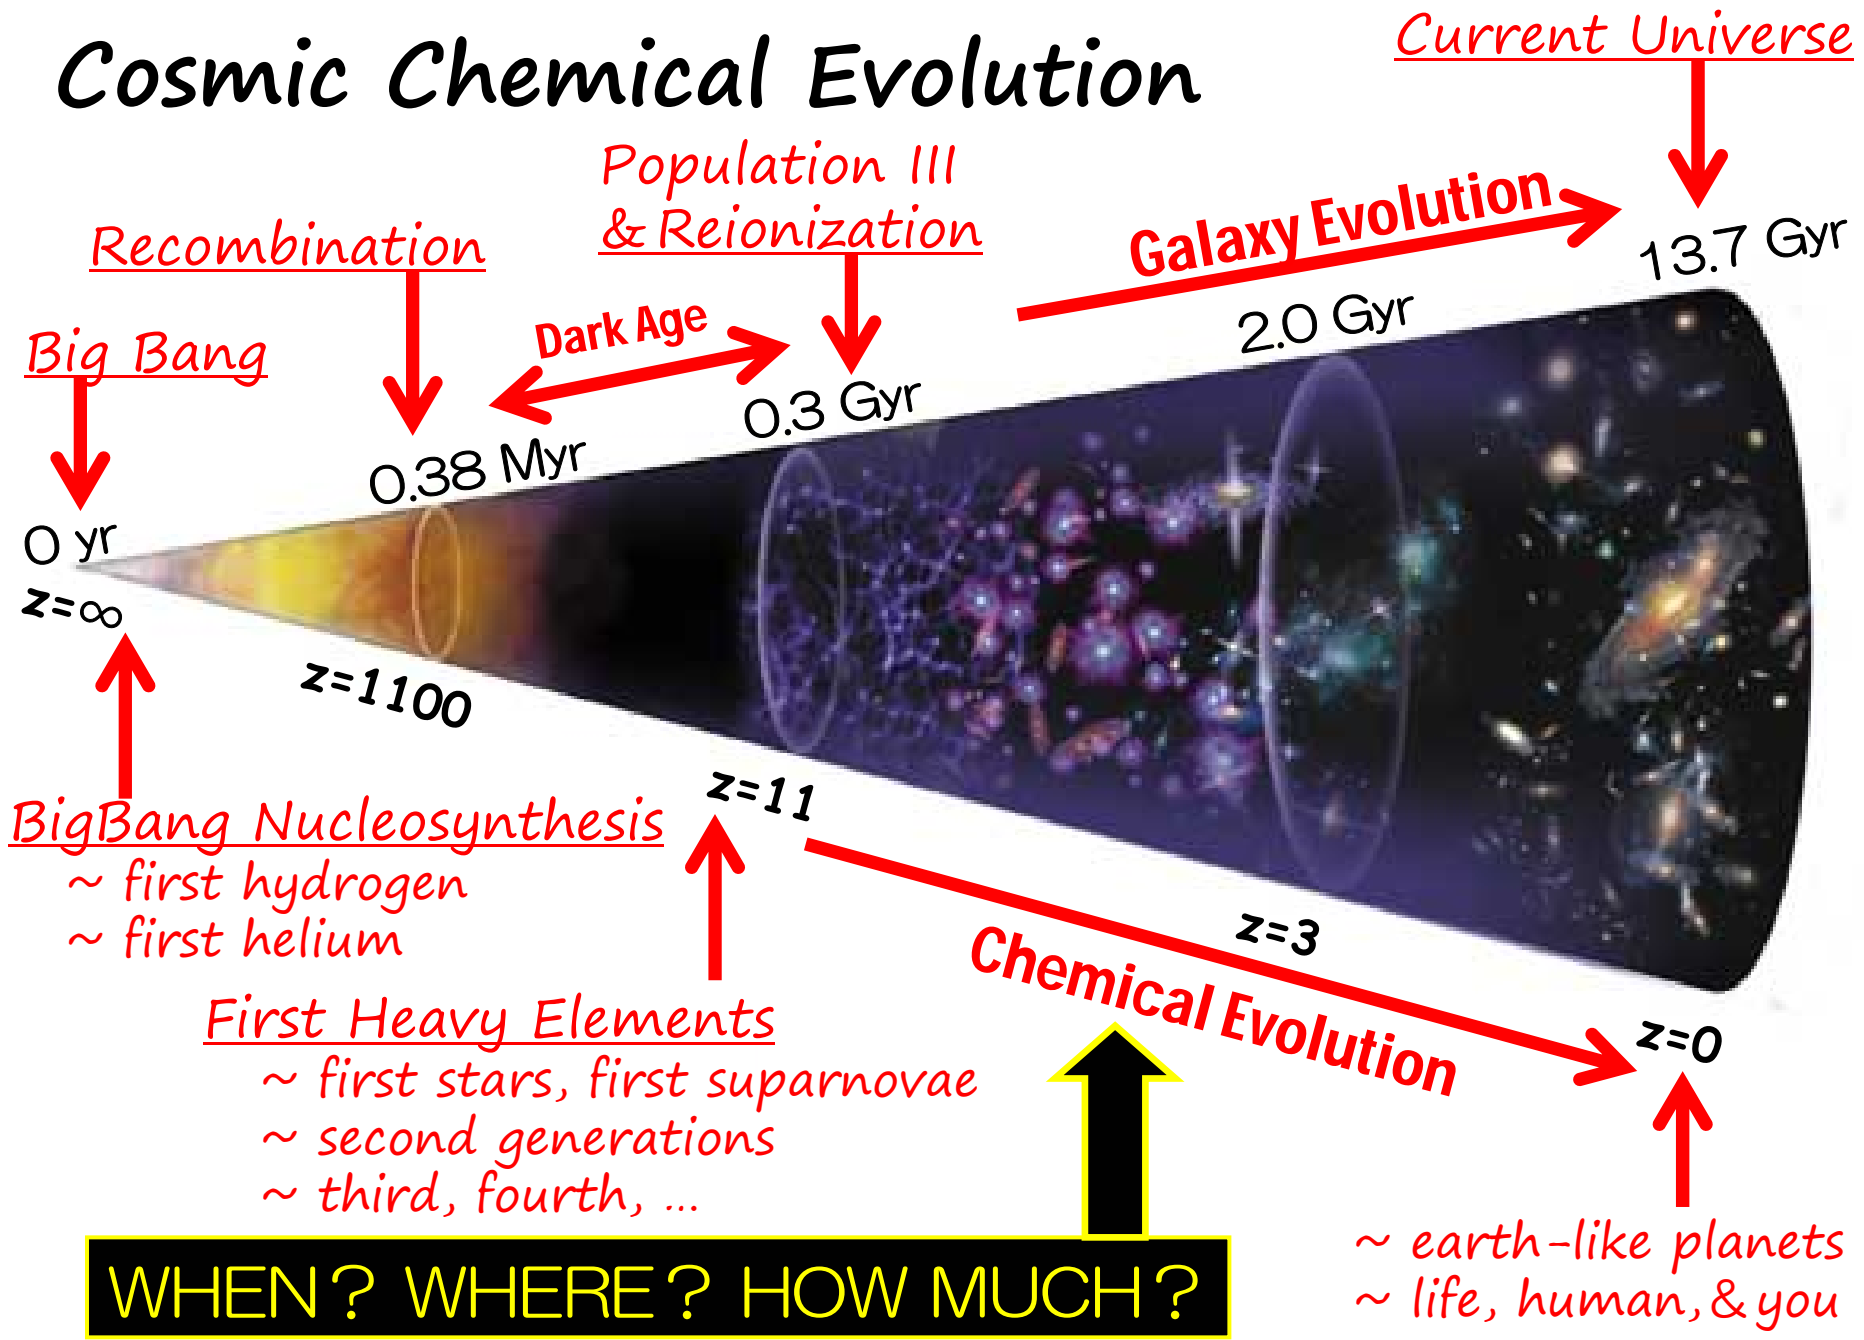 Cosmic Chemical Evolution
Current Universe
Population III
& Reionization
Recombination
Galaxy Evolution
13.7 Gyr
Dark Age
2.0 Gyr
Big Bang
0.3 Gyr
0.38 Myr
0 yr
z=∞
z=1100
z=11
BigBang Nucleosynthesis
~ first hydrogen
~ first helium
z=3
Chemical Evolution
z=0
First Heavy Elements
~ first stars, first suparnovae
~ second generations
~ third, fourth, ...
~ earth-like planets
~ life, human, & you
WHEN? WHERE? HOW MUCH?